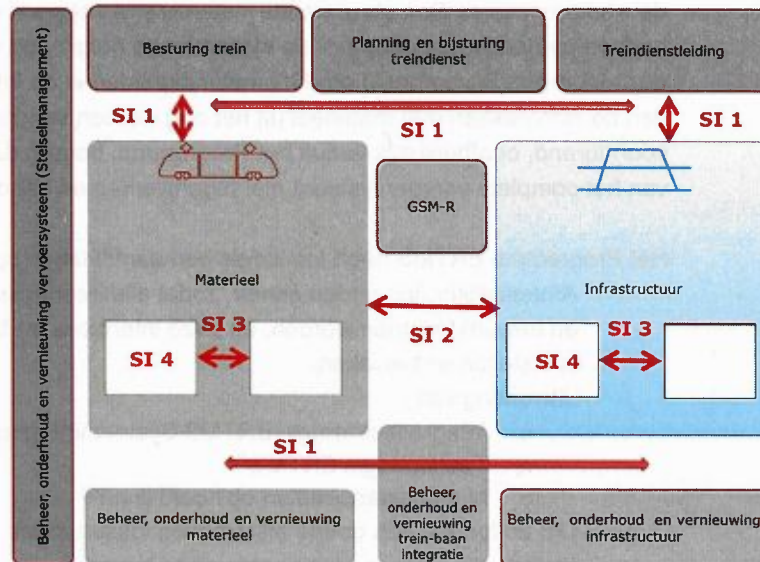 Beheer, onderhoud en vernieuwing vervoersysteem (Stelselmanagement)
Besturing trein
Planning en bijsturing
treindienst
Treindienstleiding
SI 1
SI 1
SI 1
GSM-R
Materieel
Infrastructuur
SI 2
SI 3
SI 4
SI 3
SI 4
SI 1
Beheer, onderhoud en vernieuwing
materieel
Beheer,
onderhoud en
vernieuwing
trein-baan
integratie
Beheer, onderhoud en vernieuwing
infrastructuur